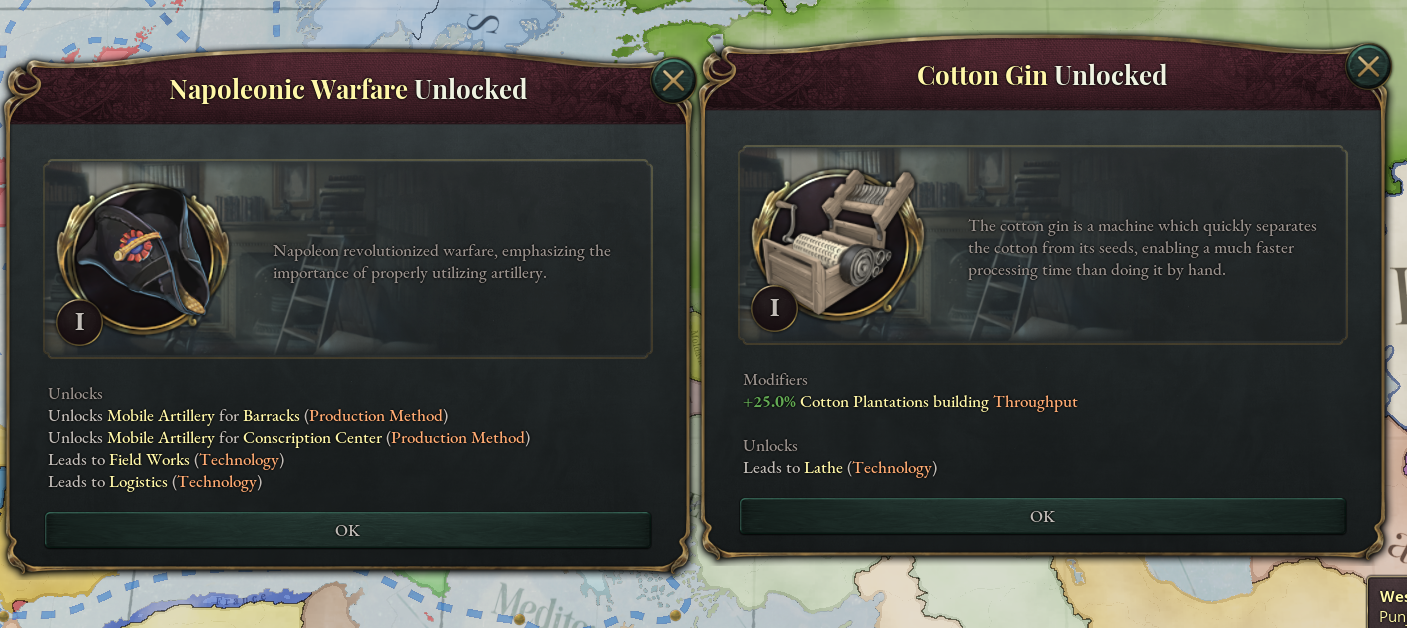 Napoleonic Warfare Unlocked
Napoleon revolutionized warfare, emphasizing the
importance of properly utilizing artillery.
I
Unlocks
Unlocks Mobile Artillery for Barracks (Production Method)
Unlocks Mobile Artillery for Conscription Center (Production Method)
Leads to Field Works (Technology)
Leads to Logistics (Technology)
OK
Cotton Gin Unlocked
The cotton gin is a machine which quickly separates
the cotton from its seeds, enabling a much faster
processing time than doing it by hand.
I
Modifiers
+25.0% Cotton Plantations building Throughput
Unlocks
Leads to Lathe (Technology)
OK
S
Medite
Wes
Pun